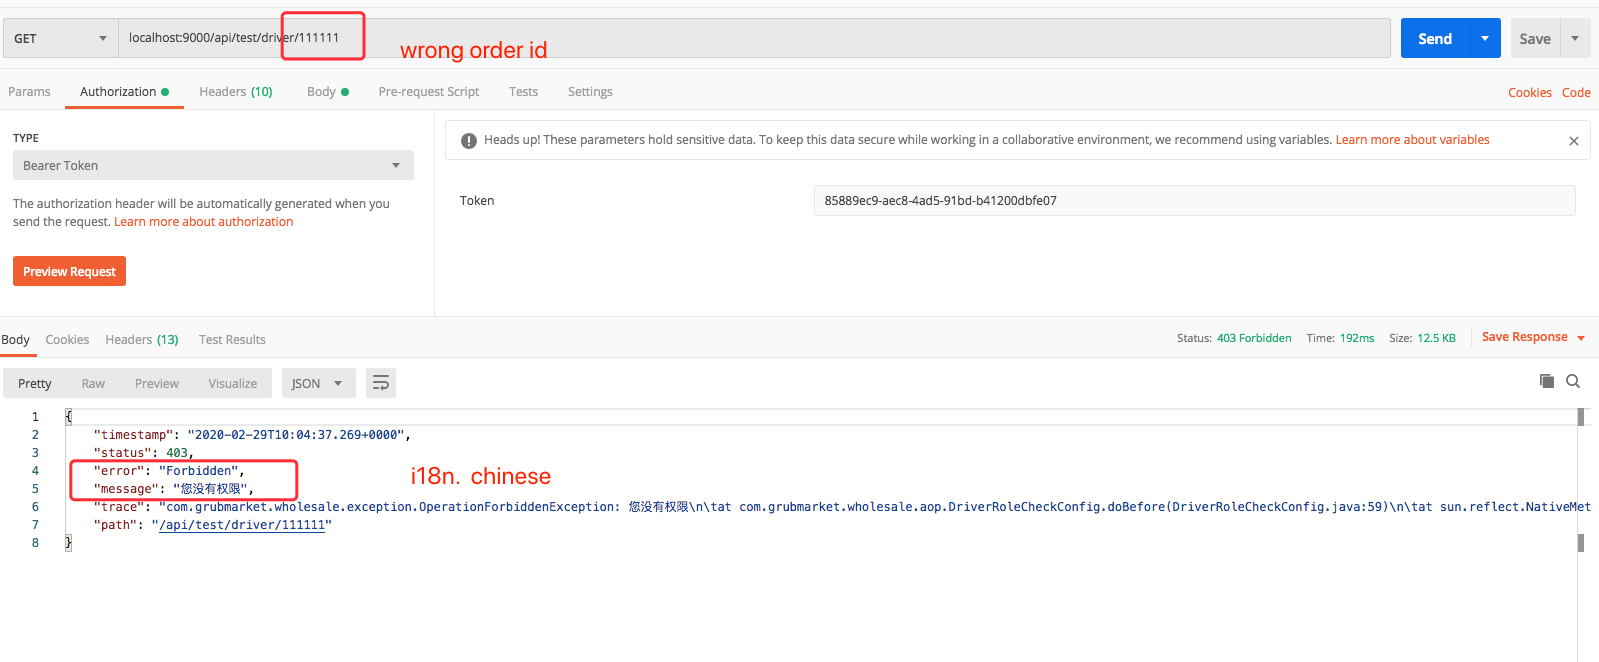 GET
localhost:9000/api/test/driver/111111
wrong order id
Send
Save
Params
Authorization
Headers (10)
Body
Pre-request Script
Tests
Settings
Cookies
Code
TYPE
Bearer Token
The authorization header will be automatically generated when you
send the request. Learn more about authorization
Preview Request
Heads up! These parameters hold sensitive data. To keep this data secure while working in a collaborative environment, we recommend using variables. Learn more about variables
Token
85889ec9-aec8-4ad5-91bd-b41200dbfe07
Body
Cookies
Headers (13)
Test Results
Status: 403 Forbidden
Time: 192ms
Size: 12.5 KB
Save Response
Pretty
Raw
Preview
Visualize
JSON
1 {
2 "timestamp": "2020-02-29T10:04:37.269+0000",
3 "status": 403,
4 "error": "Forbidden",
5 "message": "您没有权限",
i18n. chinese
6 "trace": "com.grubmarket.wholesale.exception.OperationForbiddenException: 您没有权限\n\tat com.grubmarket.wholesale.aop.DriverRoleCheckConfig.doBefore(DriverRoleCheckConfig.java:59)\n\tat sun.reflect.NativeMet
7 "path": "/api/test/driver/111111"
8 }